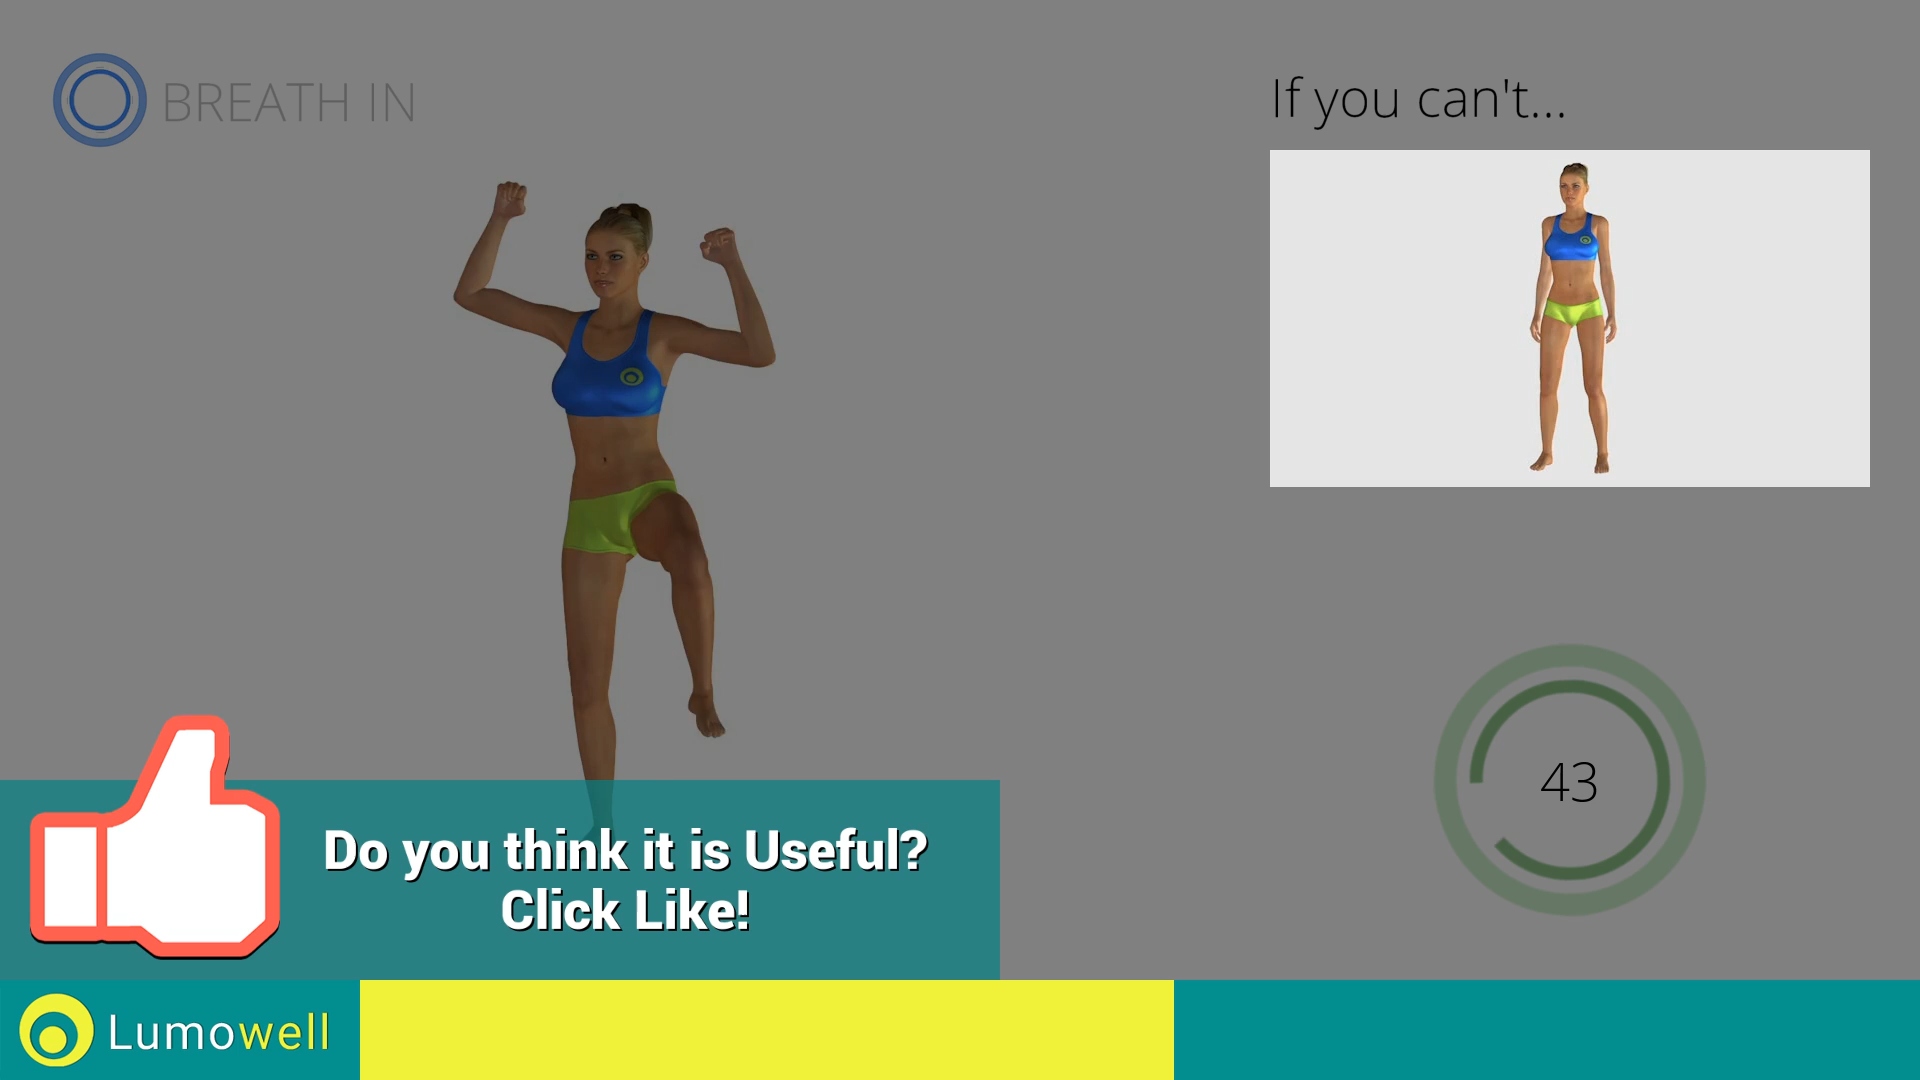 BREATH IN
If you can't...
43
Do you think it is Useful?
Click Like!
Lumowell